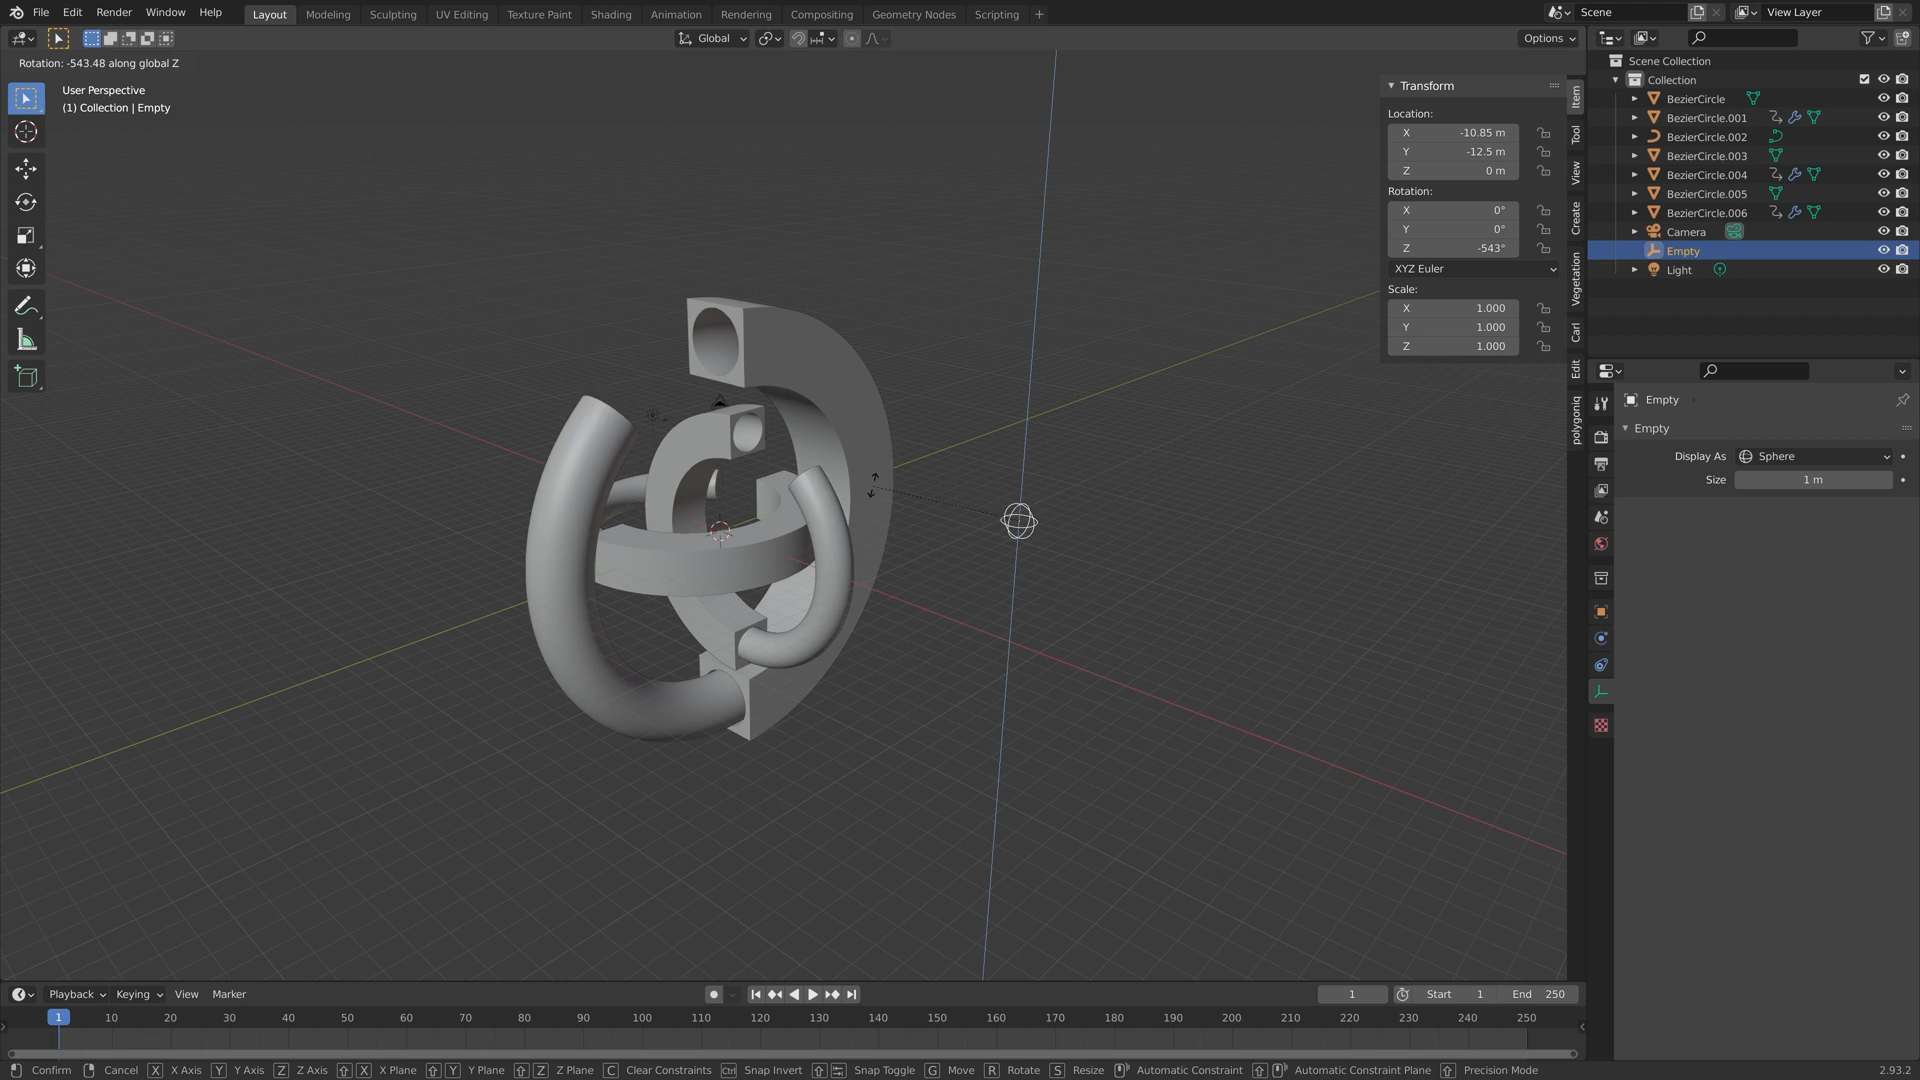 File Edit Render Window Help Layout Modeling Sculpting UV Editing Texture Paint Shading Animation Rendering Compositing Geometry Nodes Scripting + Scene View Layer
Global Options
Rotation: -543.48 along global Z
User Perspective
(1) Collection | Empty
Transform
Location:
X -10.85 m
Y -12.5 m
Z 0 m
Rotation:
X 0°
Y 0°
Z -543°
XYZ Euler
Scale:
X 1.000
Y 1.000
Z 1.000
Item
Tool
View
Create
Vegetation
Carl
Edit
polygoniq
Scene Collection
Collection
BezierCircle
BezierCircle.001
BezierCircle.002
BezierCircle.003
BezierCircle.004
BezierCircle.005
BezierCircle.006
Camera
Empty
Light
Empty
Empty
Display As Sphere
Size 1 m
Playback Keying View Marker 1 Start 1 End 250
1 10 20 30 40 50 60 70 80 90 100 110 120 130 140 150 160 170 180 190 200 210 220 230 240 250
Confirm Cancel X X Axis Y Y Axis Z Z Axis X X Plane Y Y Plane Z Z Plane C Clear Constraints Ctrl Snap Invert Snap Toggle G Move R Rotate S Resize Automatic Constraint Automatic Constraint Plane Precision Mode 2.93.2